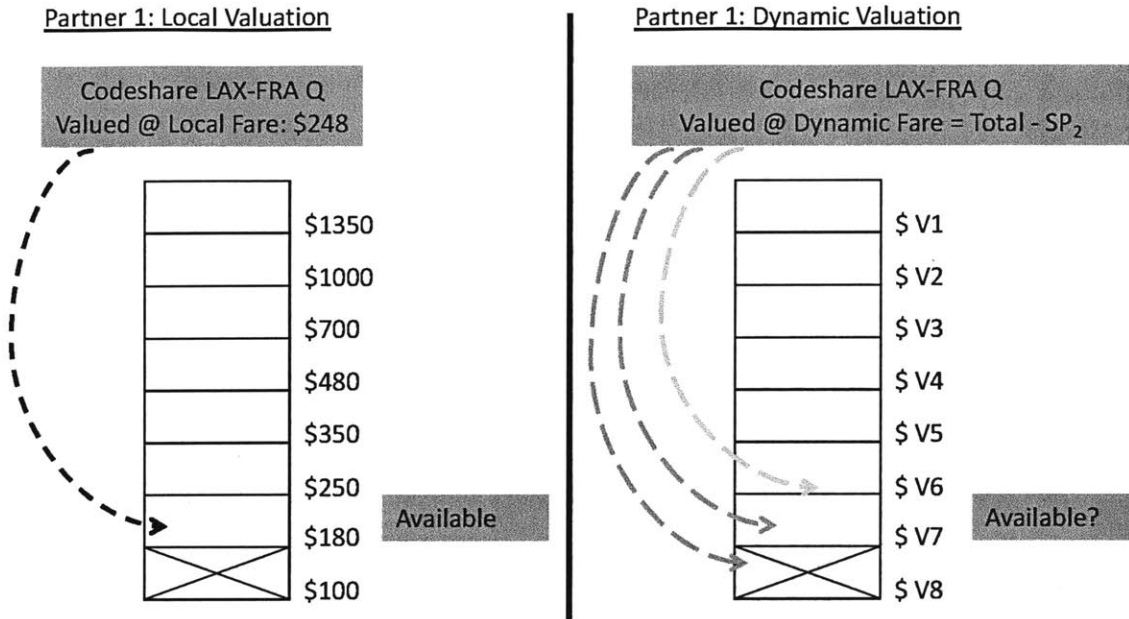 Partner 1: Local Valuation
Codeshare LAX-FRA Q
Valued @ Local Fare: $248
$1350
$1000
$700
$480
$350
$250
$180
$100
Available
Partner 1: Dynamic Valuation
Codeshare LAX-FRA Q
Valued @ Dynamic Fare = Total - SP₂
$ V1
$ V2
$ V3
$ V4
$ V5
$ V6
$ V7
$ V8
Available?